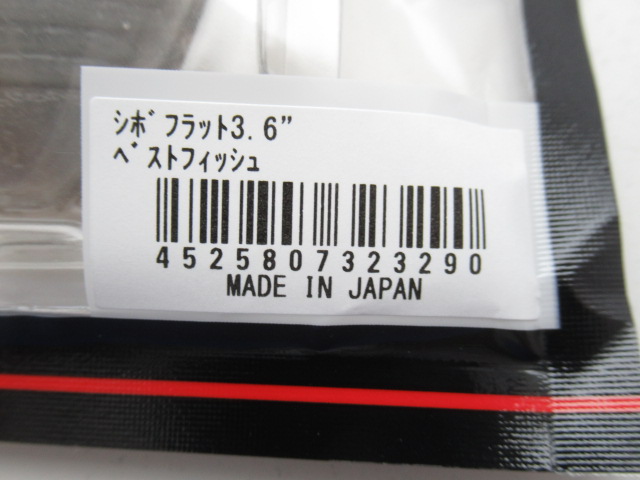 ｼﾎﾞﾌﾗｯﾄ3.6”
ﾍﾞｽﾄﾌｨｯｼｭ
4525807323290
MADE IN JAPAN